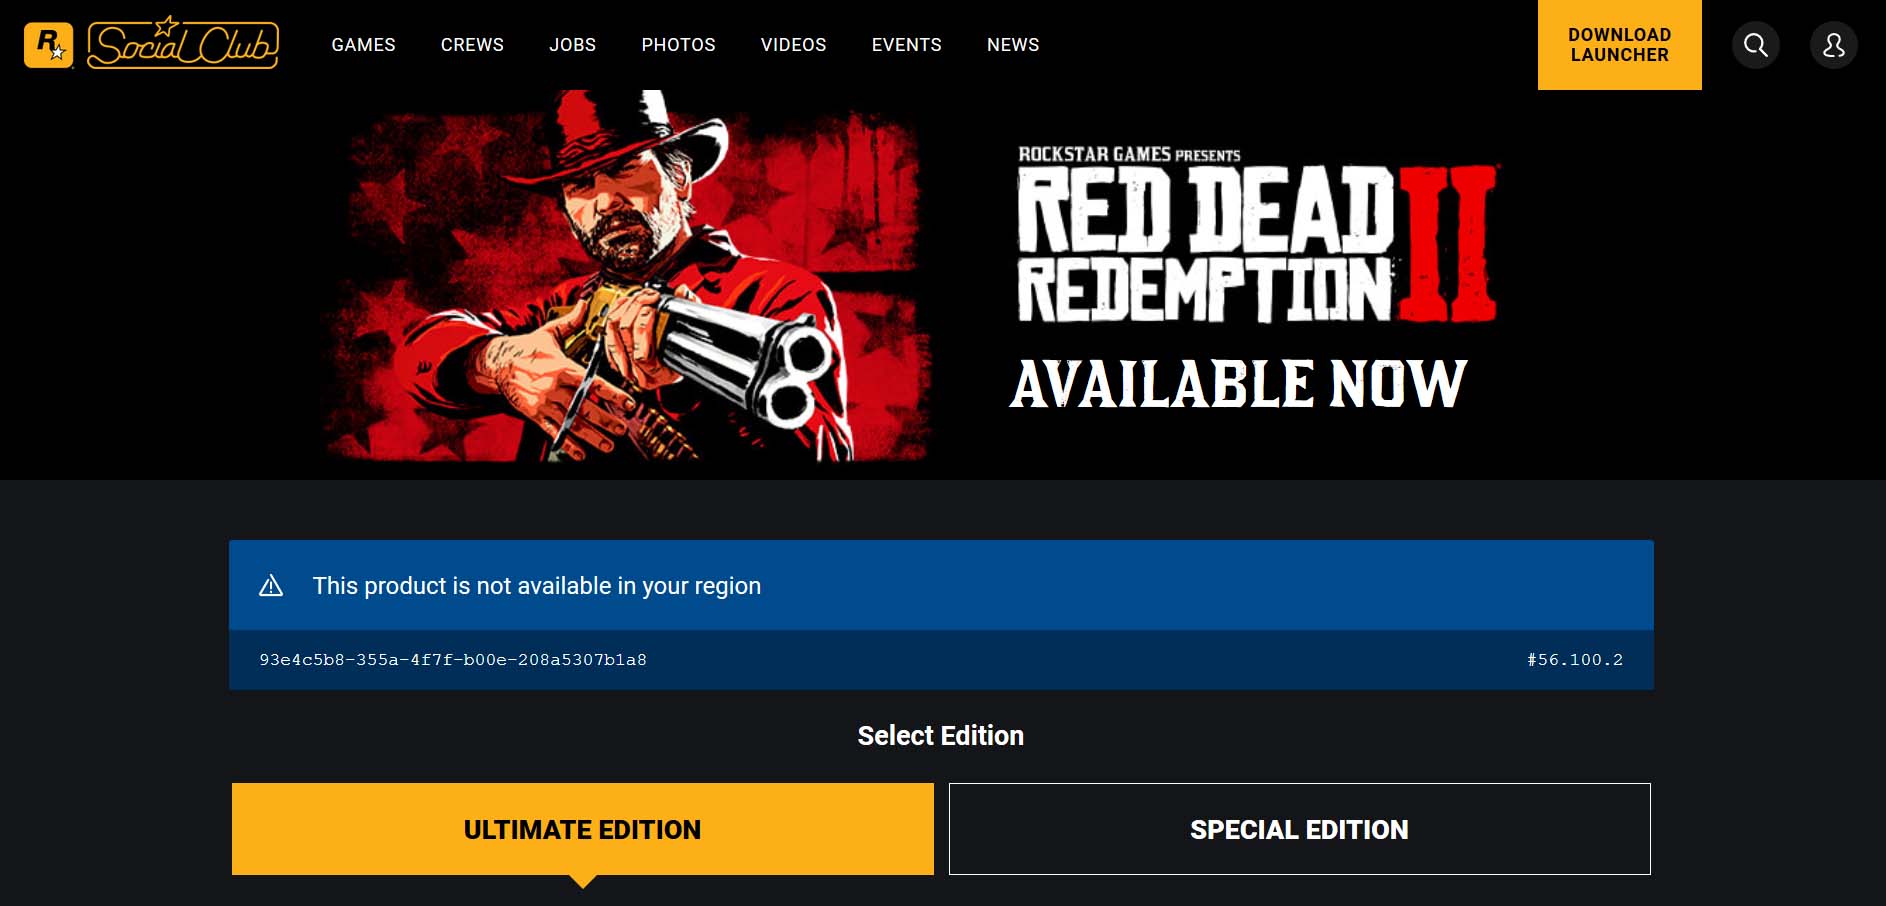 R
Social Club
GAMES CREWS JOBS PHOTOS VIDEOS EVENTS NEWS
DOWNLOAD
LAUNCHER
ROCKSTAR GAMES PRESENTS
RED DEAD
REDEMPTION II
AVAILABLE NOW
This product is not available in your region
93e4c5b8-355a-4f7f-b00e-208a5307b1a8 #56.100.2
Select Edition
ULTIMATE EDITION SPECIAL EDITION